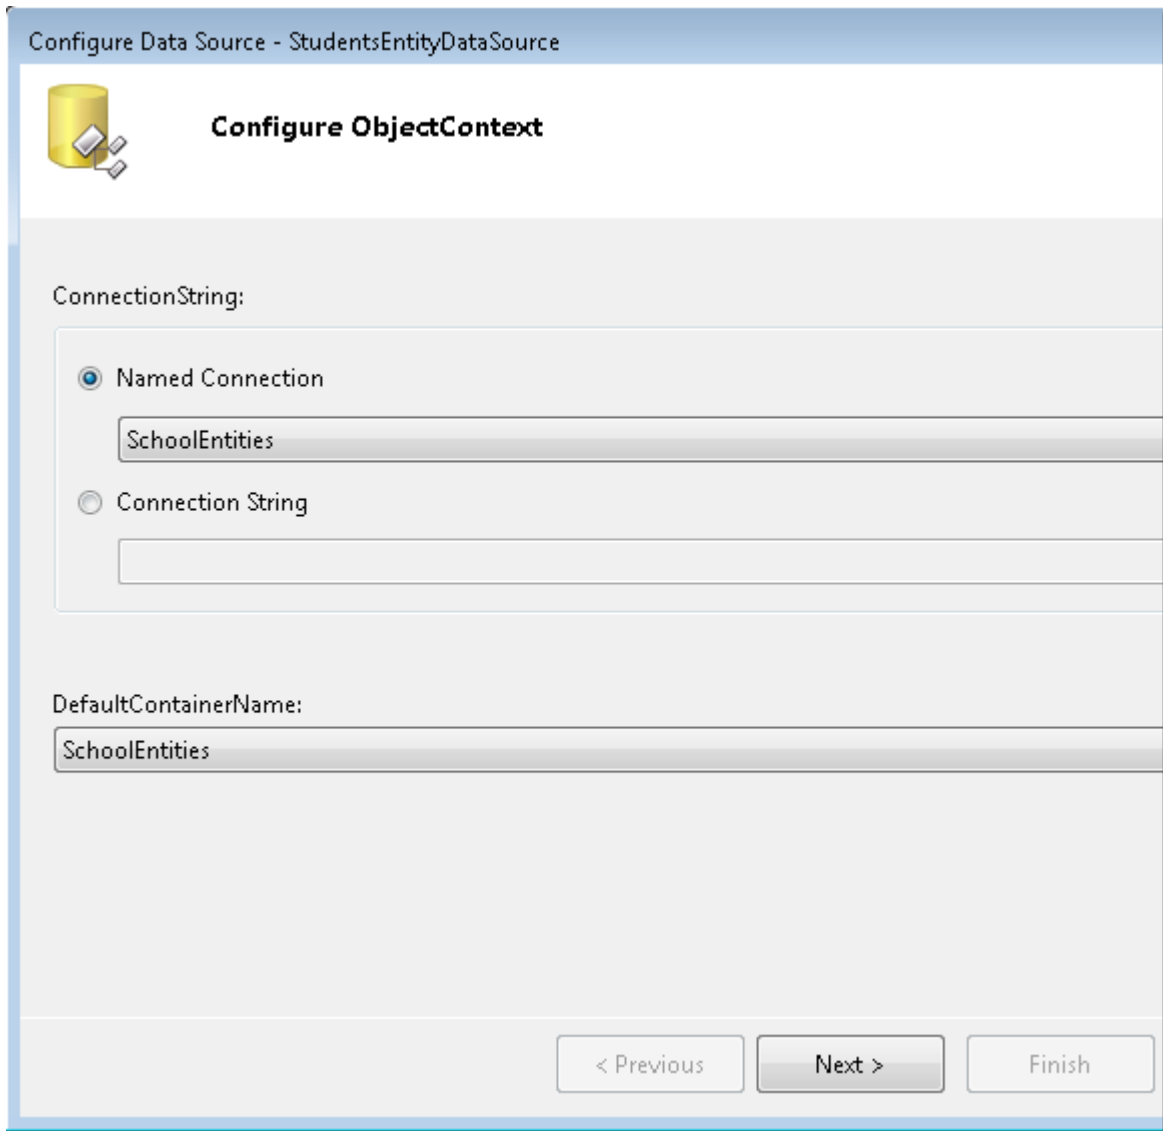 Configure Data Source - StudentsEntityDataSource
Configure ObjectContext
ConnectionString:
Named Connection
SchoolEntities
Connection String
DefaultContainerName:
SchoolEntities
< Previous
Next >
Finish